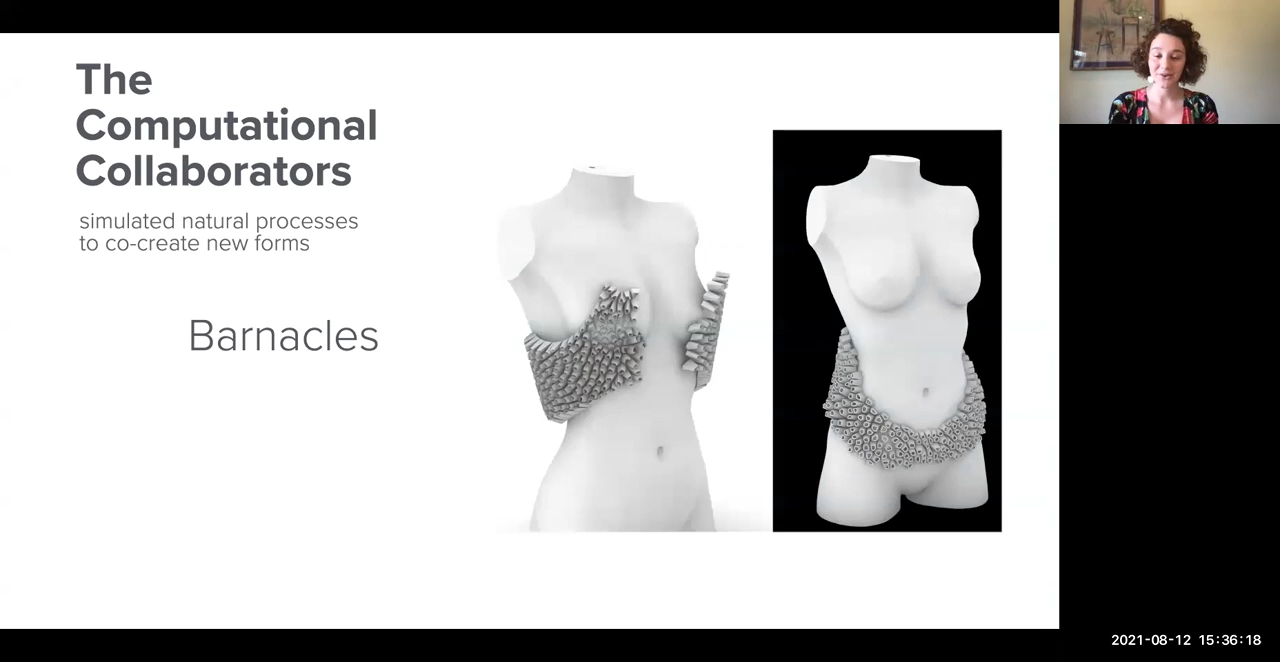 The
Computational
Collaborators
simulated natural processes
to co-create new forms
Barnacles
2021-08-12 15:36:18